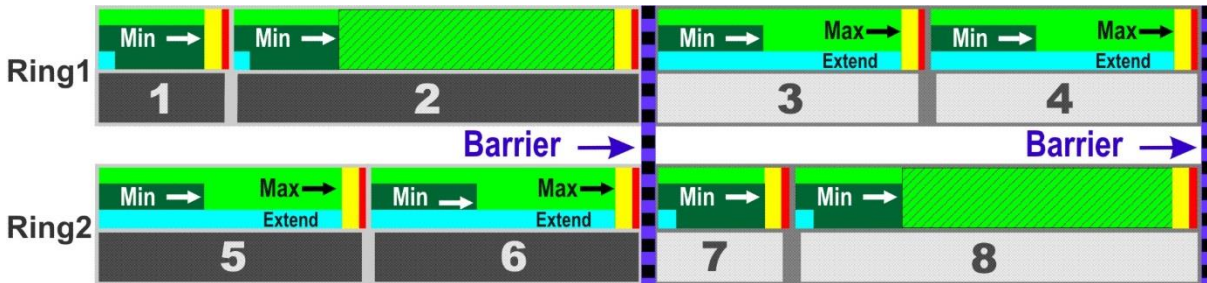 Ring1
Min Min Min Max Extend Min Max Extend
1 2 3 4
Barrier Barrier
Ring2
Min Max Extend Min Max Extend Min Min
5 6 7 8